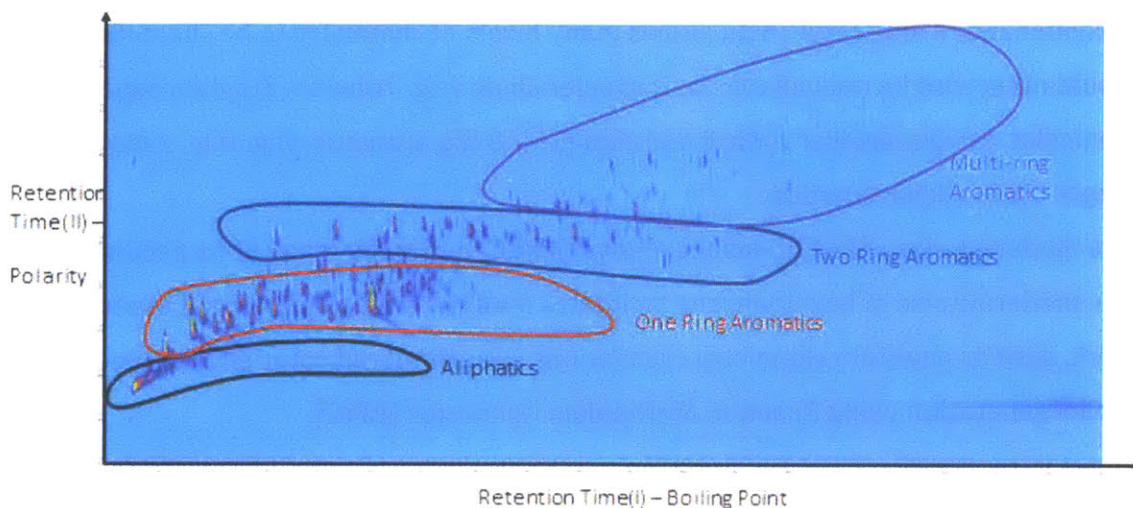 Multi-ring
Aromatics
Retention
Time(II)
Polarity
Two Ring Aromatics
One Ring Aromatics
Aliphatics
Retention Time(I) – Boiling Point